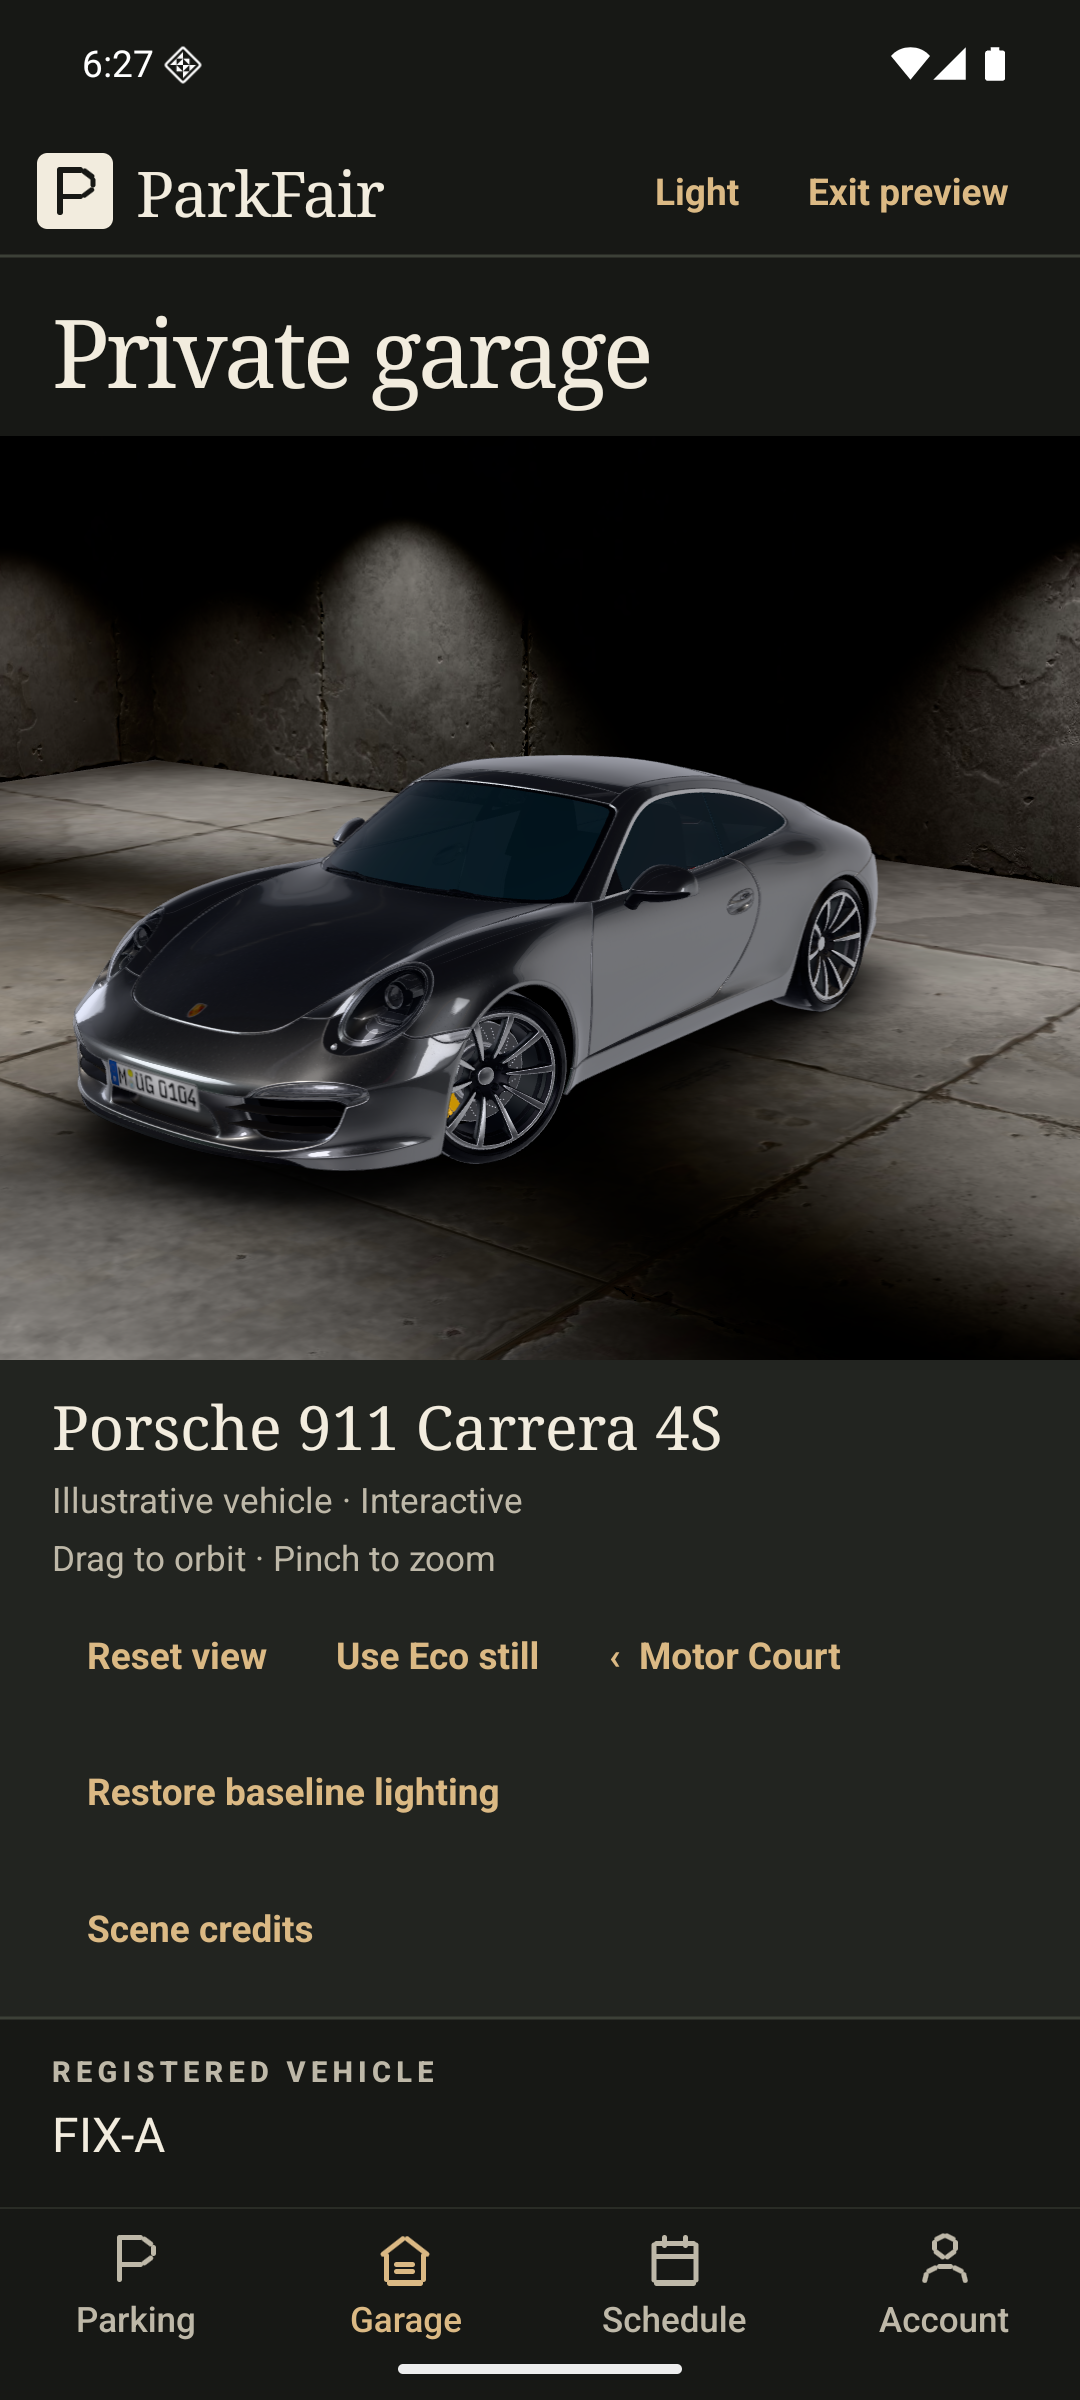 6:27
P ParkFair Light Exit preview
Private garage
M UG 0104
Porsche 911 Carrera 4S
Illustrative vehicle · Interactive
Drag to orbit · Pinch to zoom
Reset view Use Eco still ‹ Motor Court
Restore baseline lighting
Scene credits
REGISTERED VEHICLE
FIX-A
Parking Garage Schedule Account